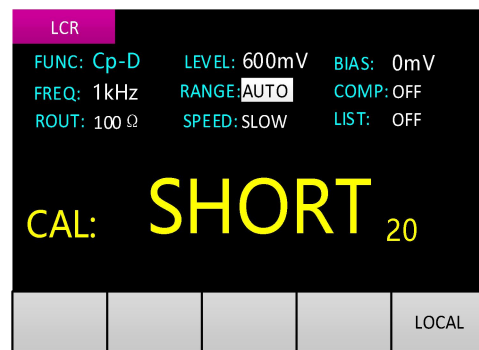 LCR
FUNC: Cp-D LEVEL: 600mV BIAS: 0mV
FREQ: 1kHz RANGE: AUTO COMP: OFF
ROUT: 100 Ω SPEED: SLOW LIST: OFF
CAL: SHORT 20
LOCAL